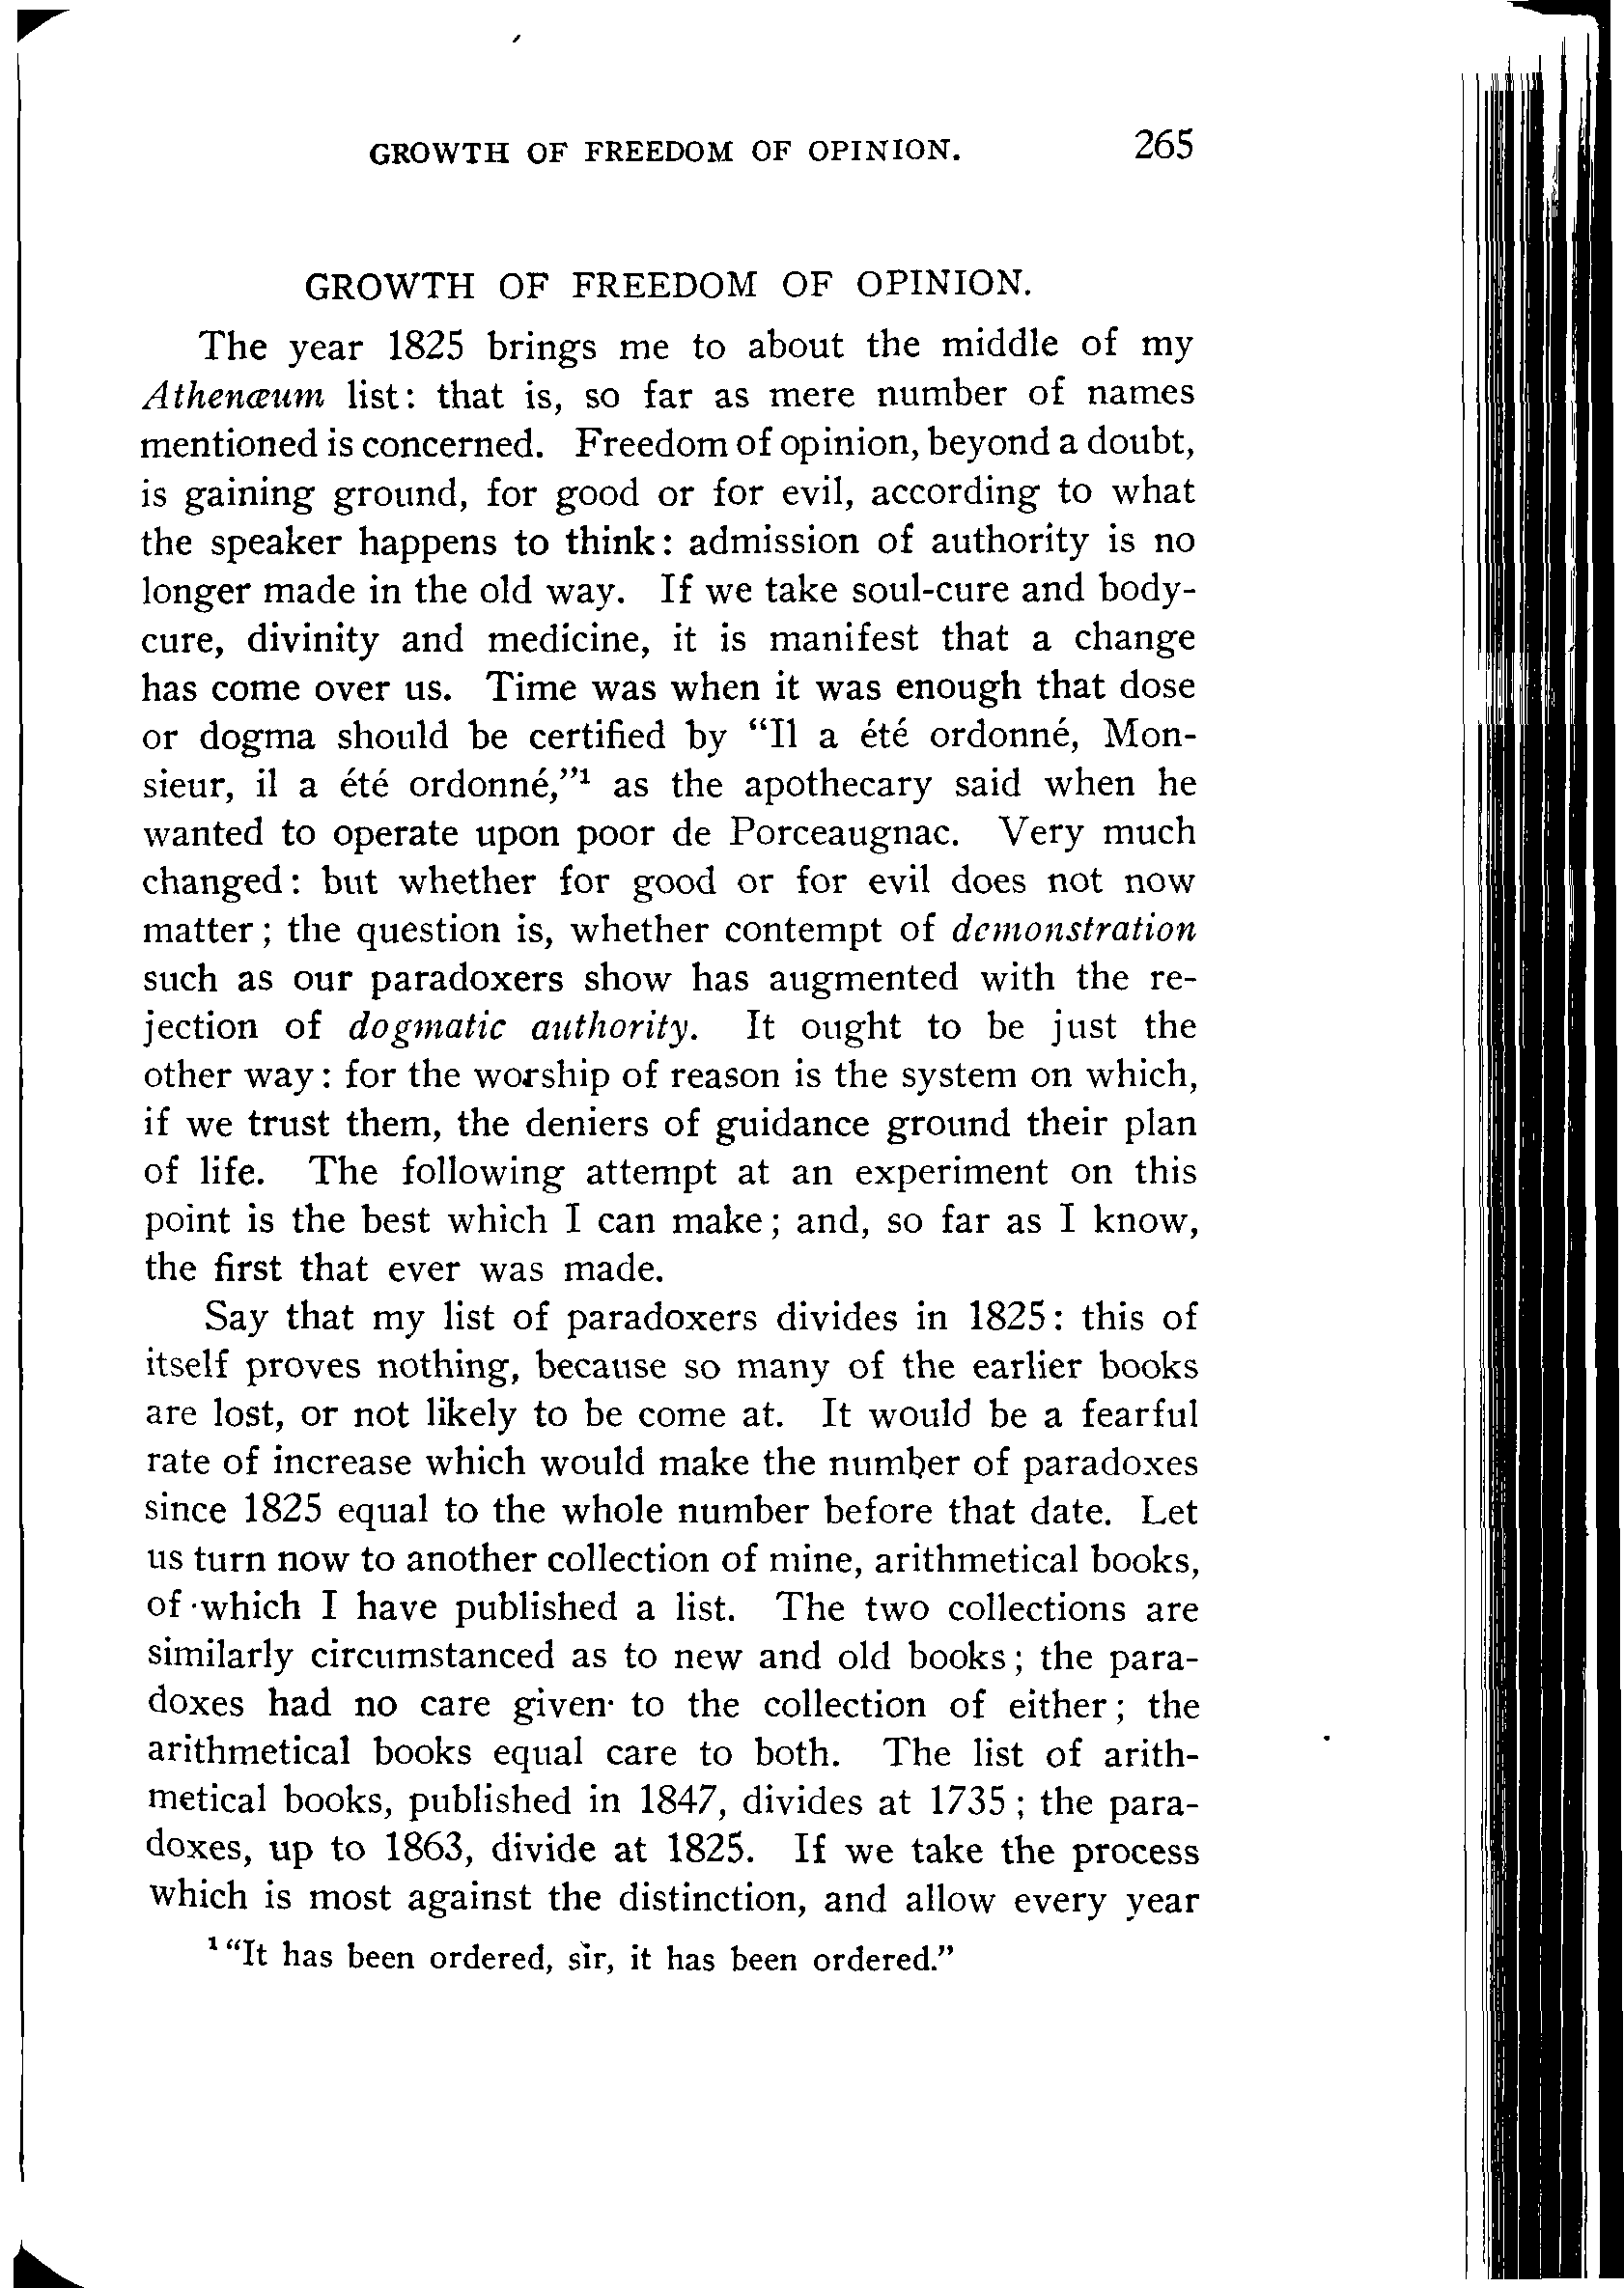 GROWTH OF FREEDOM OF OPINION. 265
GROWTH OF FREEDOM OF OPINION.
The year 1825 brings me to about the middle of my
Athenæum list: that is, so far as mere number of names
mentioned is concerned. Freedom of opinion, beyond a doubt,
is gaining ground, for good or for evil, according to what
the speaker happens to think: admission of authority is no
longer made in the old way. If we take soul-cure and body-
cure, divinity and medicine, it is manifest that a change
has come over us. Time was when it was enough that dose
or dogma should be certified by “Il a été ordonné, Mon-
sieur, il a été ordonné,”¹ as the apothecary said when he
wanted to operate upon poor de Porceaugnac. Very much
changed: but whether for good or for evil does not now
matter; the question is, whether contempt of demonstration
such as our paradoxers show has augmented with the re-
jection of dogmatic authority. It ought to be just the
other way: for the worship of reason is the system on which,
if we trust them, the deniers of guidance ground their plan
of life. The following attempt at an experiment on this
point is the best which I can make; and, so far as I know,
the first that ever was made.
Say that my list of paradoxers divides in 1825: this of
itself proves nothing, because so many of the earlier books
are lost, or not likely to be come at. It would be a fearful
rate of increase which would make the number of paradoxes
since 1825 equal to the whole number before that date. Let
us turn now to another collection of mine, arithmetical books,
of which I have published a list. The two collections are
similarly circumstanced as to new and old books; the para-
doxes had no care given to the collection of either; the
arithmetical books equal care to both. The list of arith-
metical books, published in 1847, divides at 1735; the para-
doxes, up to 1863, divide at 1825. If we take the process
which is most against the distinction, and allow every year
¹ “It has been ordered, sir, it has been ordered.”